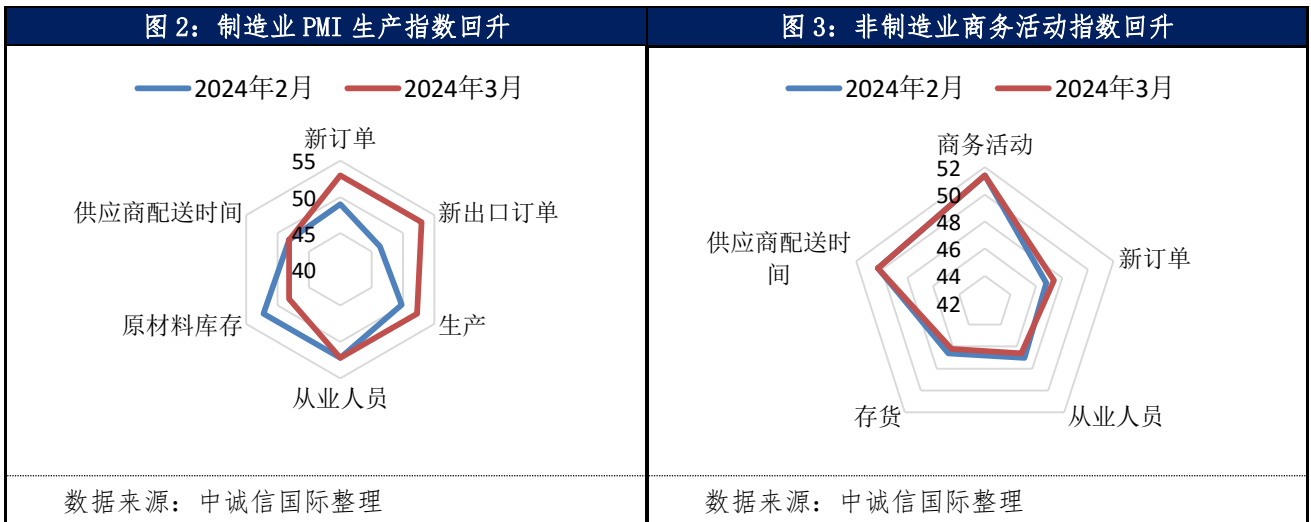 图 2：制造业 PMI 生产指数回升
2024年2月 2024年3月
新订单
55
50
45
40
新出口订单
生产
从业人员
原材料库存
供应商配送时间
数据来源：中诚信国际整理
图 3：非制造业商务活动指数回升
2024年2月 2024年3月
商务活动
52
50
48
46
44
42
新订单
从业人员
存货
供应商配送时
间
数据来源：中诚信国际整理